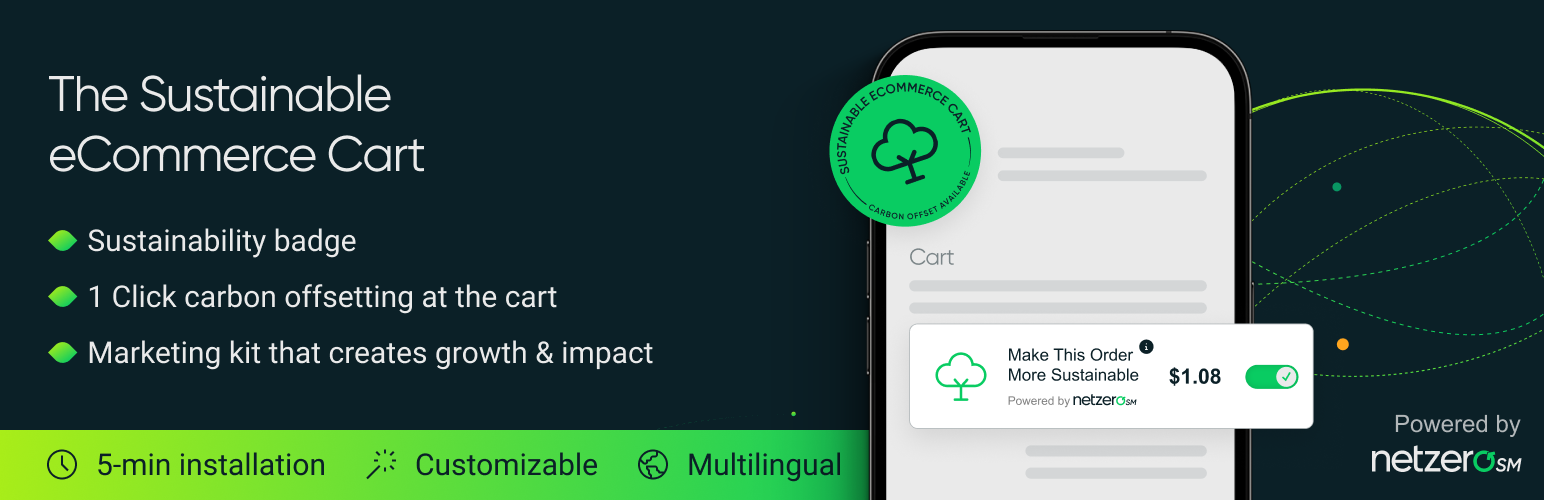 The Sustainable
eCommerce Cart
Sustainability badge
1 Click carbon offsetting at the cart
Marketing kit that creates growth & impact
5-min installation
Customizable
Multilingual
SUSTAINABLE ECOMMERCE CART
CARBON OFFSET AVAILABLE
Cart
Make This Order
More Sustainable
i
$1.08
Powered by netzeroSM
Powered by
netzeroSM